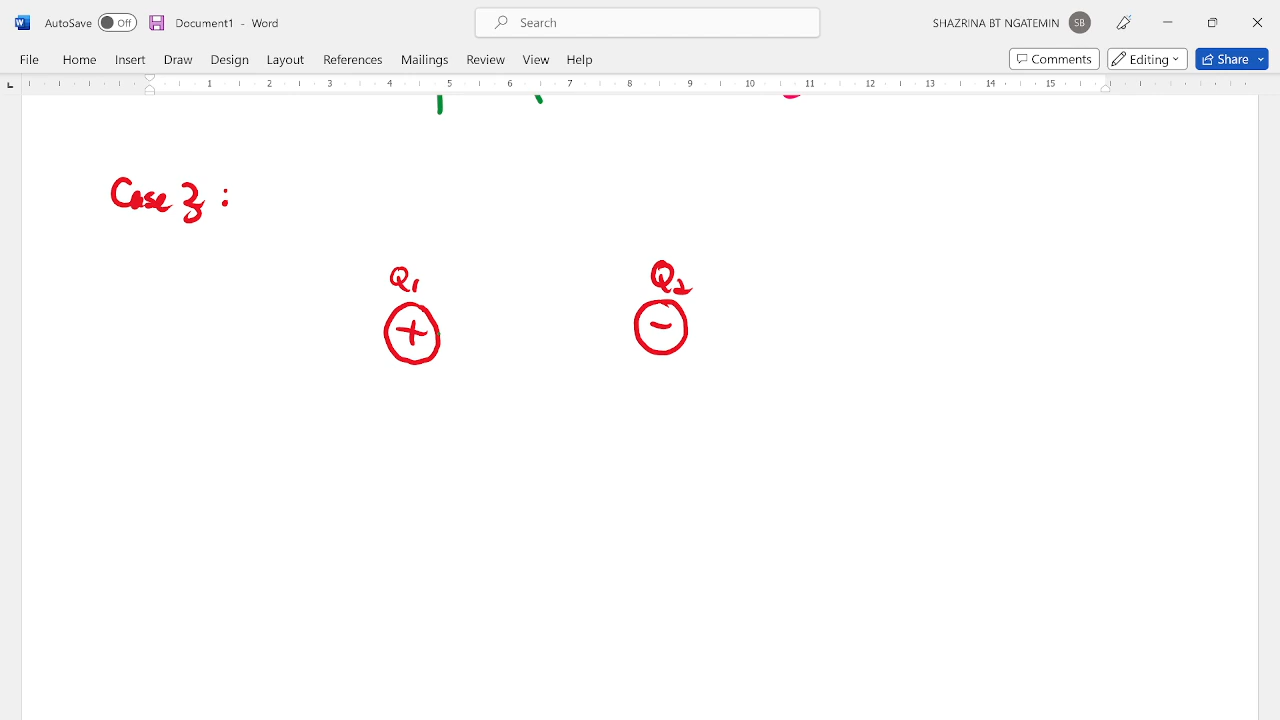 AutoSave Off Document1 - Word Search SHAZRINA BT NGATEMIN SB
File Home Insert Draw Design Layout References Mailings Review View Help Comments Editing Share
1 2 3 4 5 6 7 8 9 10 11 12 13 14 15
Case 3 :
Q1 Q2
+ −